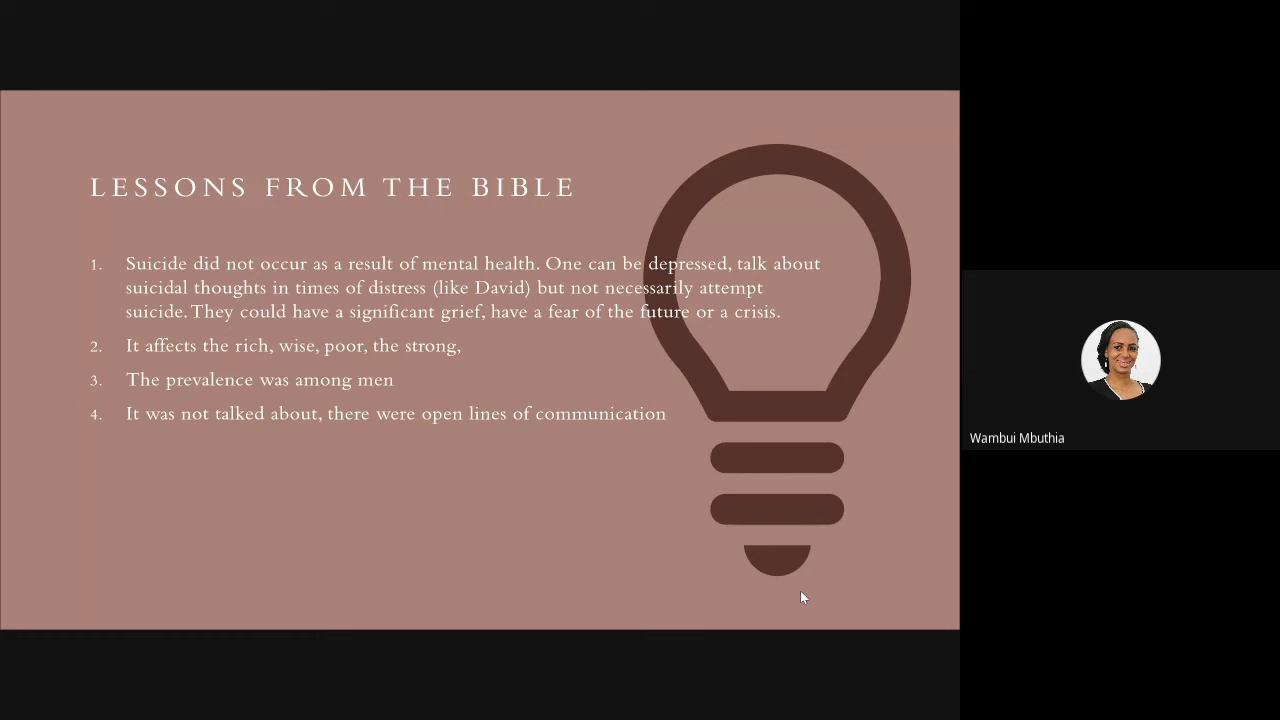 LESSONS FROM THE BIBLE
1. Suicide did not occur as a result of mental health. One can be depressed, talk about
suicidal thoughts in times of distress (like David) but not necessarily attempt
suicide. They could have a significant grief, have a fear of the future or a crisis.
2. It affects the rich, wise, poor, the strong,
3. The prevalence was among men
4. It was not talked about, there were open lines of communication
Wambui Mbuthia